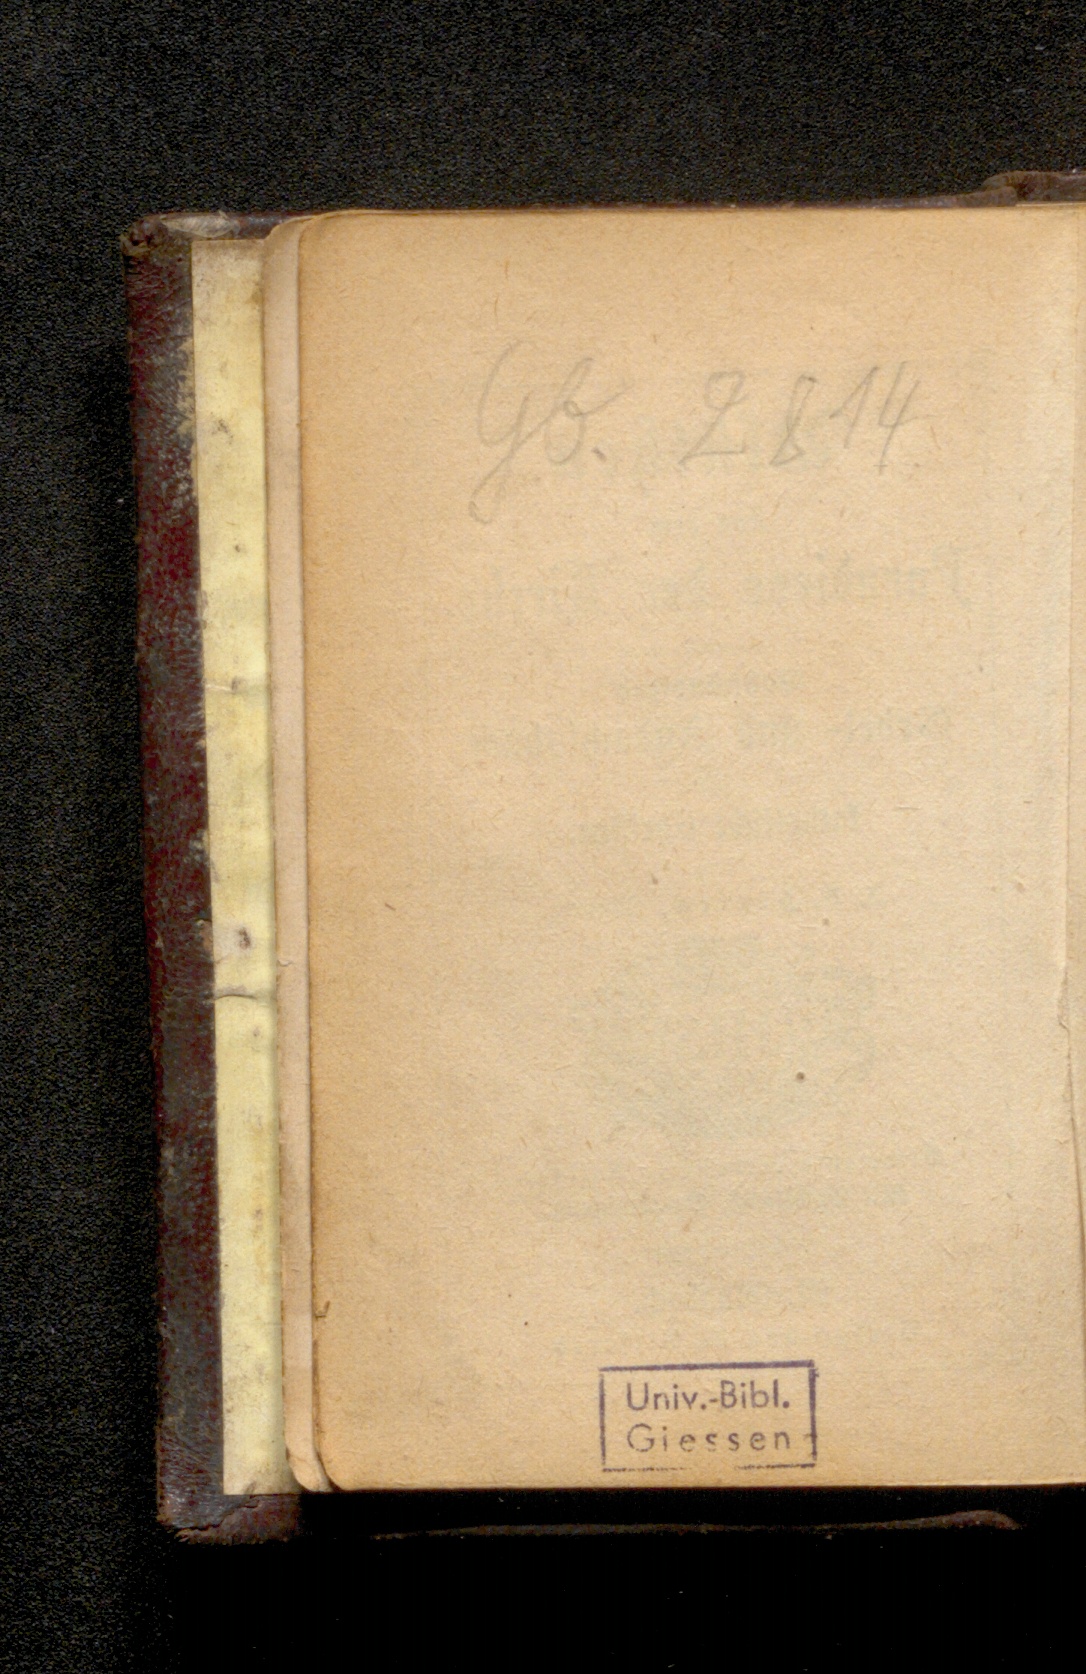 Gb. 2814
Univ.-Bibl.
Giessen